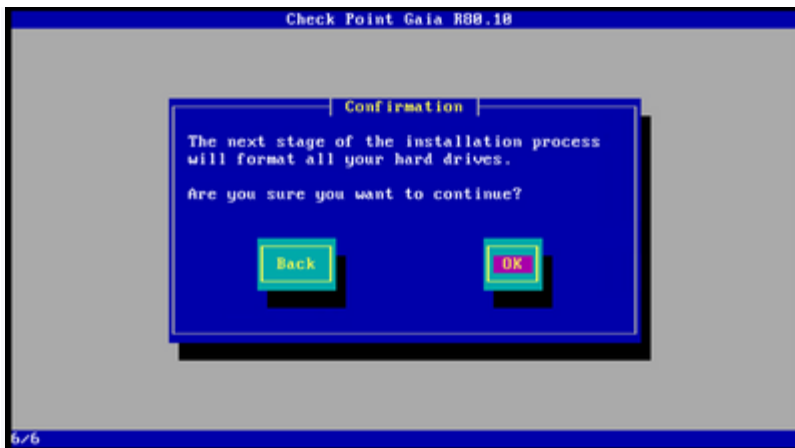 Check Point Gaia R80.10
Confirmation
The next stage of the installation process
will format all your hard drives.
Are you sure you want to continue?
Back
OK
6/6